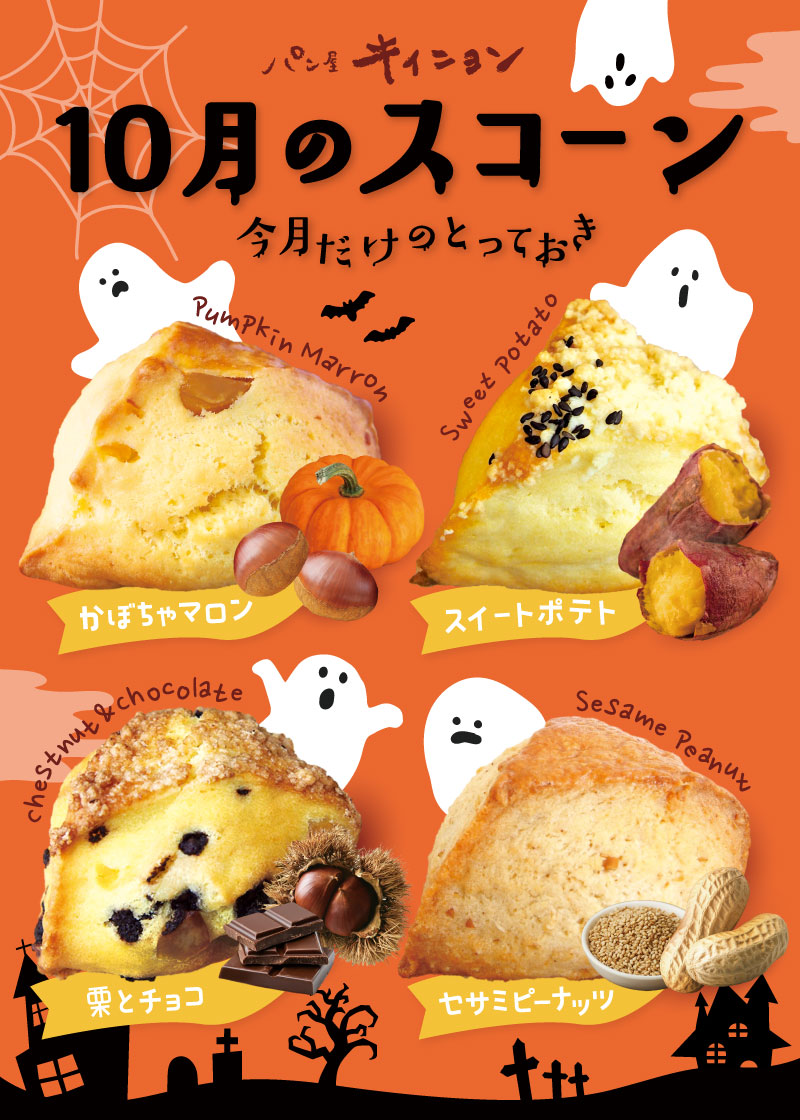 パン屋 キィニョン
10月のスコーン
今月だけのとっておき
Pumpkin Marron
Sweet Potato
かぼちゃマロン
スイートポテト
chestnut&chocolate
Sesame Peanut
栗とチョコ
セサミピーナッツ